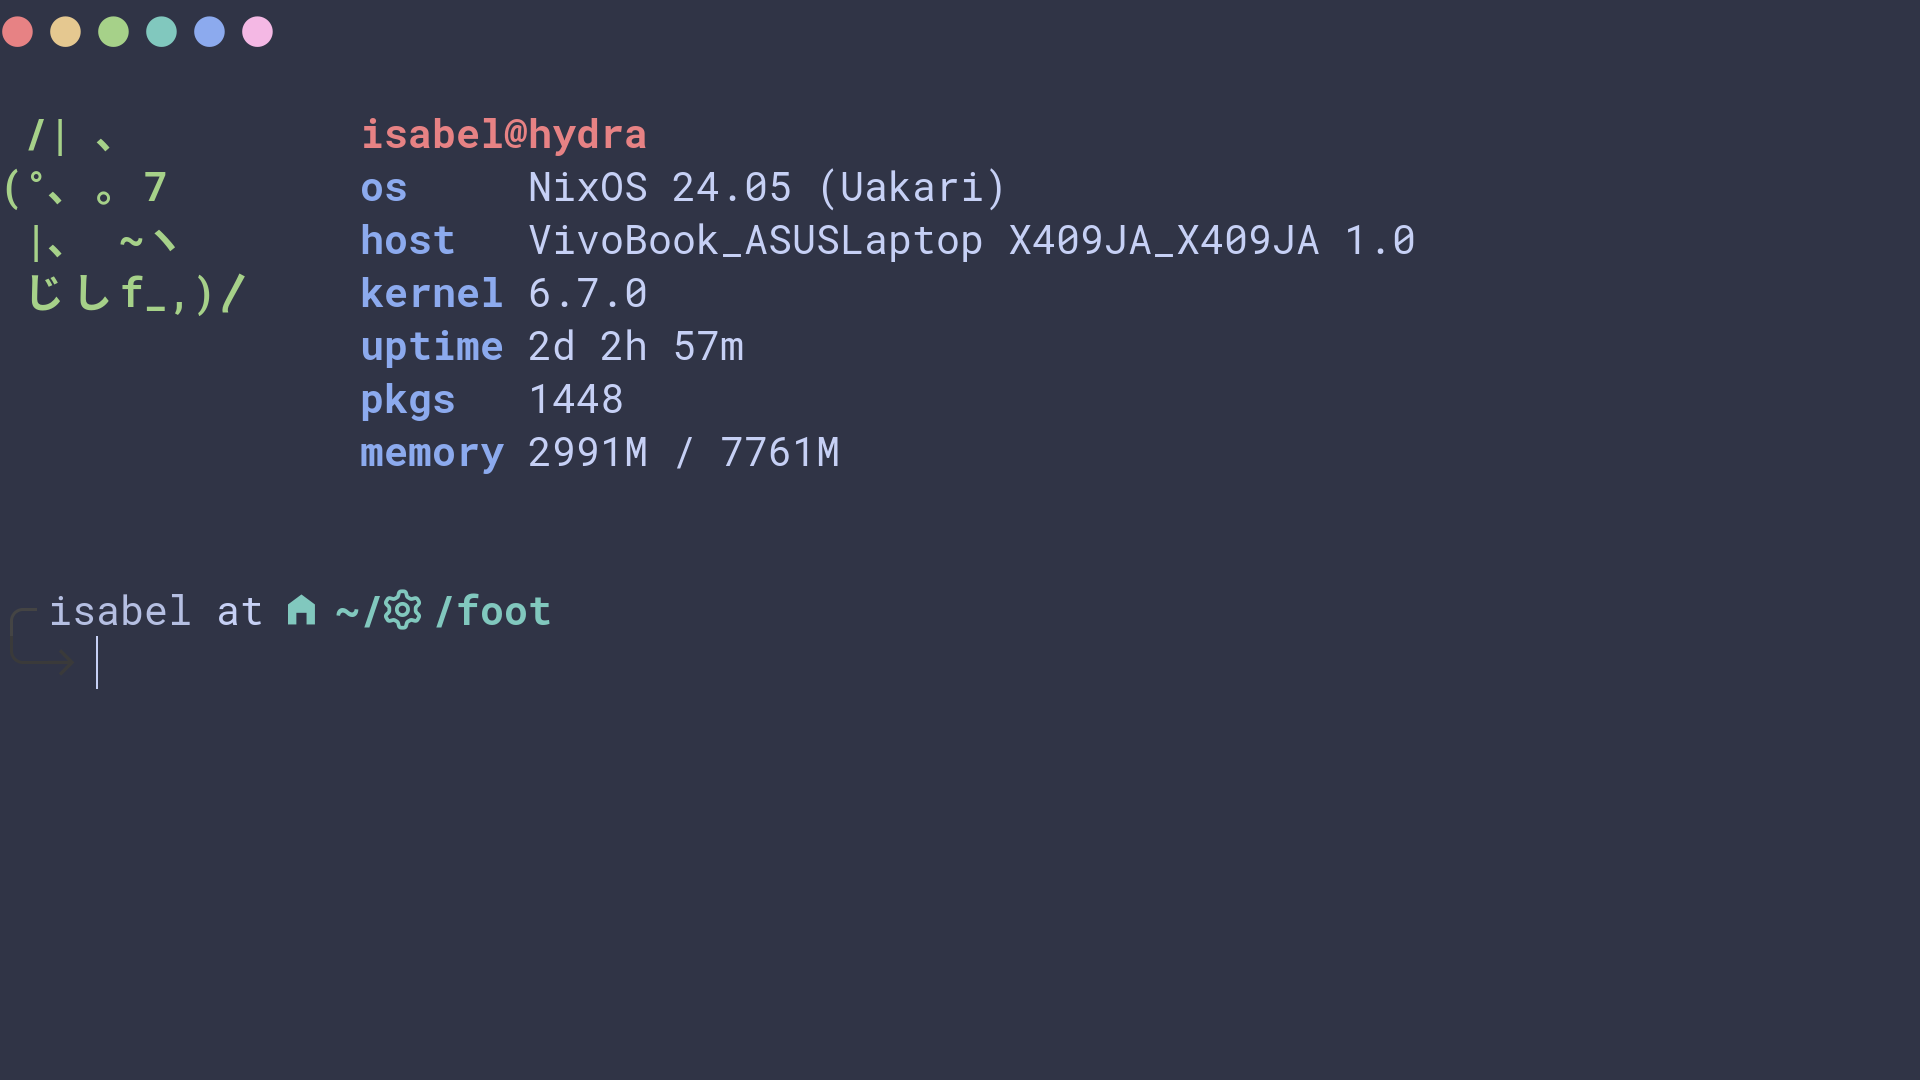 /| 、
(°、 。7
|、 ~ヽ
じしf_,)/
isabel@hydra
os NixOS 24.05 (Uakari)
host VivoBook_ASUSLaptop X409JA_X409JA 1.0
kernel 6.7.0
uptime 2d 2h 57m
pkgs 1448
memory 2991M / 7761M
isabel at ~/ /foot